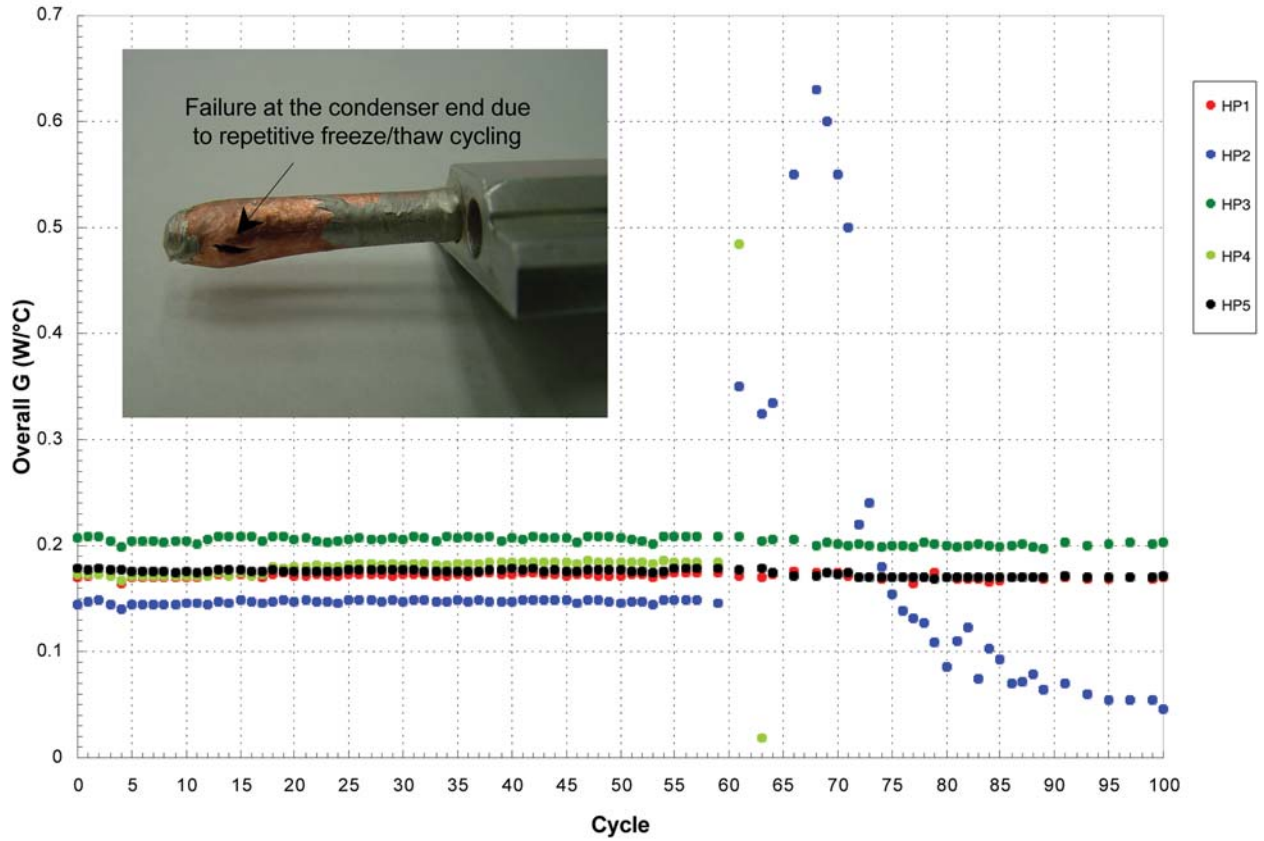 0.7
0.6
0.5
0.4
0.3
0.2
0.1
0
Overall G (W/°C)
Failure at the condenser end due
to repetitive freeze/thaw cycling
HP1
HP2
HP3
HP4
HP5
0 5 10 15 20 25 30 35 40 45 50 55 60 65 70 75 80 85 90 95 100
Cycle